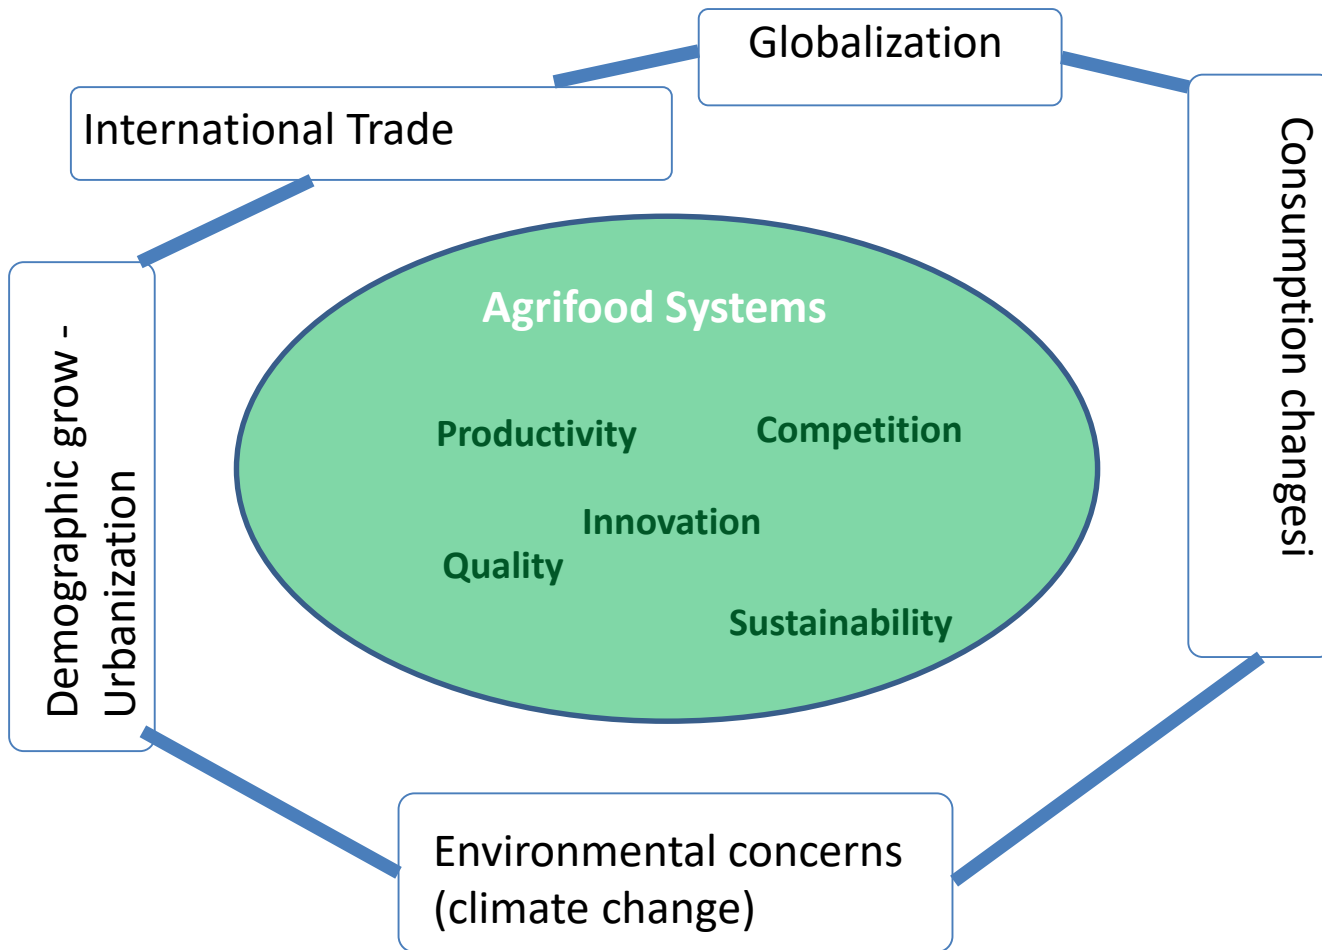 Globalization
International Trade
Consumption changesi
Agrifood Systems
Demographic grow -
Urbanization
Productivity
Competition
Innovation
Quality
Sustainability
Environmental concerns
(climate change)